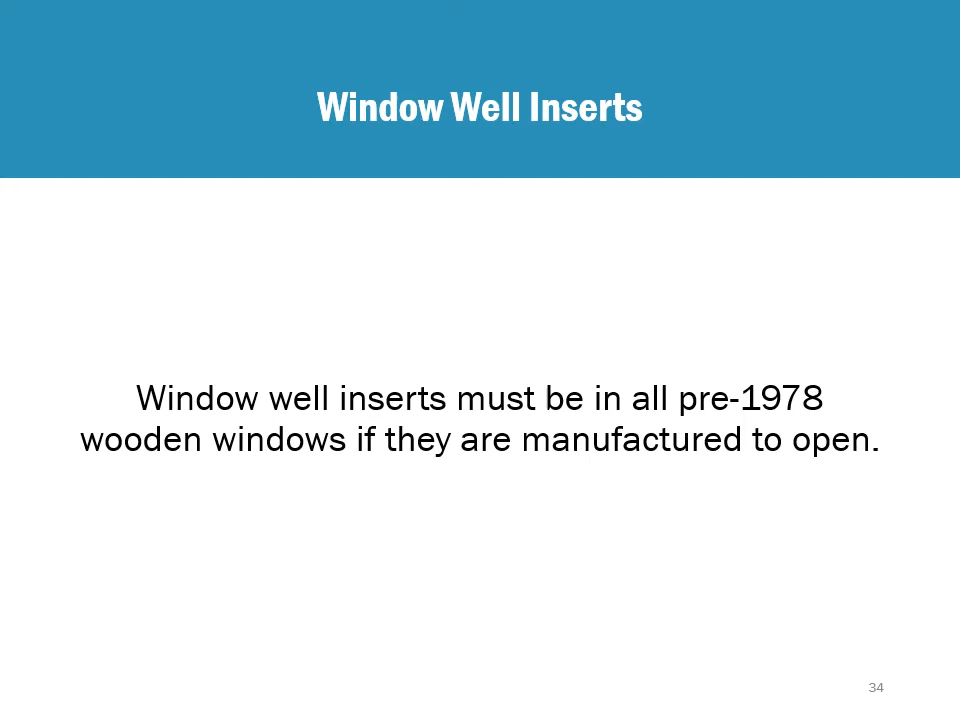 Window Well Inserts
Window well inserts must be in all pre-1978
wooden windows if they are manufactured to open.
34